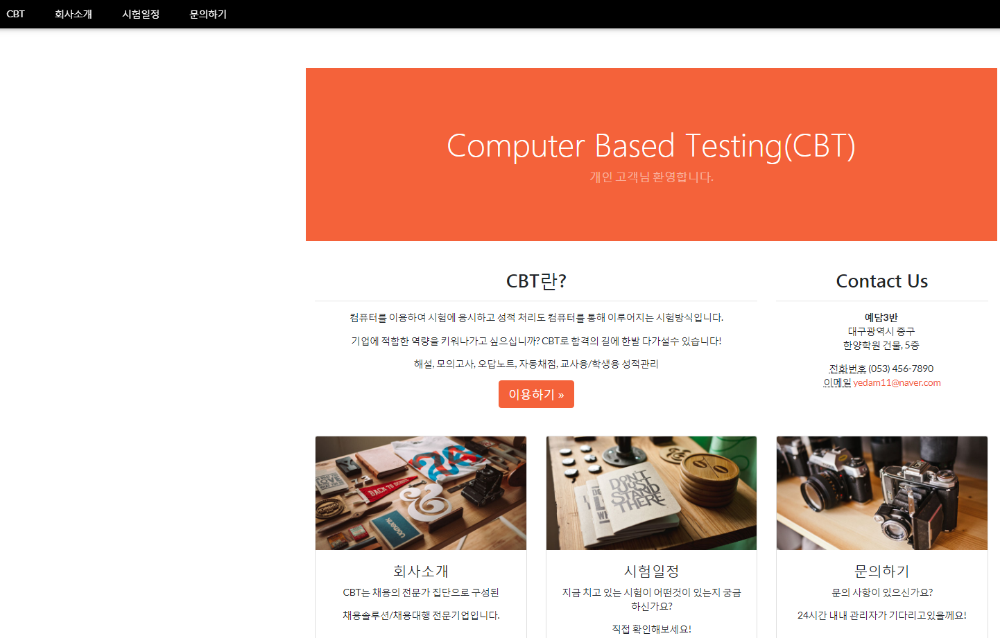 CBT 회사소개 시험일정 문의하기
Computer Based Testing(CBT)
개인 고객님 환영합니다.
CBT란?
컴퓨터를 이용하여 시험에 응시하고 성적 처리도 컴퓨터를 통해 이루어지는 시험방식입니다.
기업에 적합한 역량을 키워나가고 싶으십니까? CBT로 합격의 길에 한발 다가설수 있습니다!
해설, 모의고사, 오답노트, 자동채점, 교사용/학생용 성적관리
이용하기 »
Contact Us
예담3반
대구광역시 중구
한양학원 건물, 5층
전화번호 (053) 456-7890
이메일 yedam11@naver.com
LOVE
BACK TO SCHOOL
DON'T
JUST
STAND
THERE
회사소개
CBT는 채용의 전문가 집단으로 구성된
채용솔루션/채용대행 전문기업입니다.
시험일정
지금 치고 있는 시험이 어떤것이 있는지 궁금
하신가요?
직접 확인해보세요!
문의하기
문의 사항이 있으신가요?
24시간 내내 관리자가 기다리고있을께요!